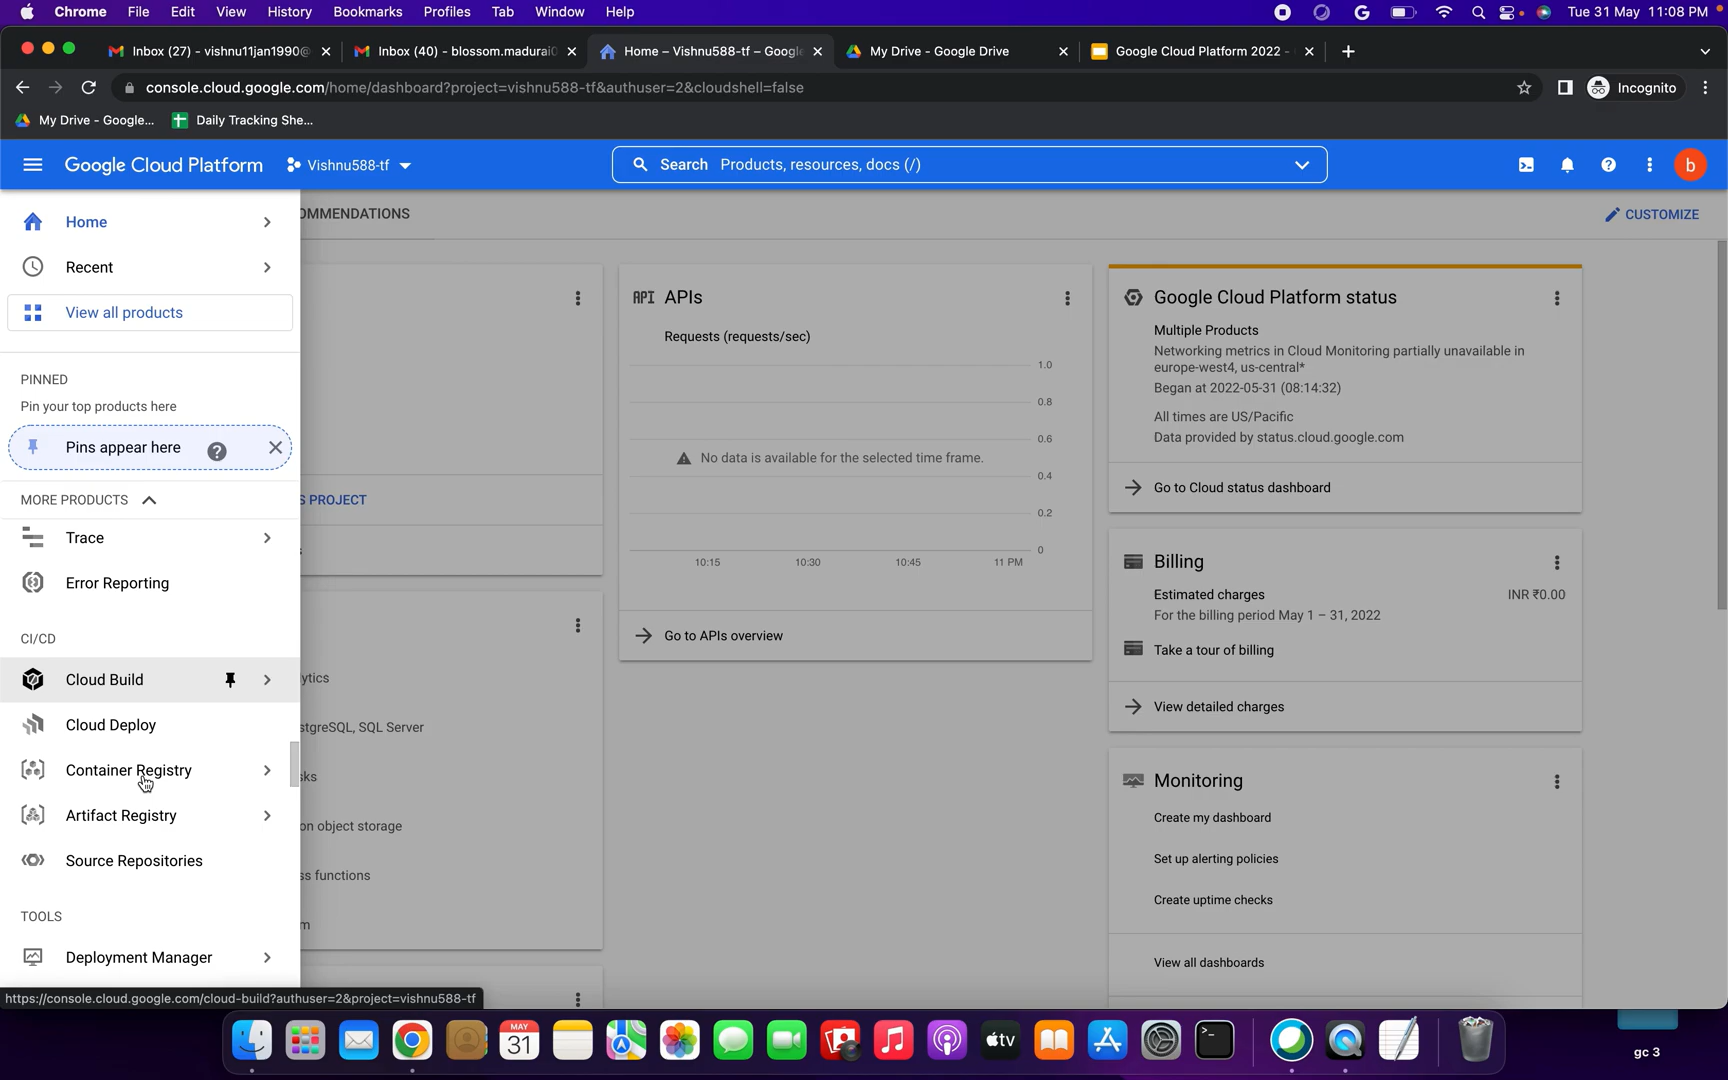 Chrome File Edit View History Bookmarks Profiles Tab Window Help Tue 31 May 11:08 PM
Inbox (27) - vishnu11jan1990@ Inbox (40) - blossom.madurai0 Home – Vishnu588-tf – Google My Drive - Google Drive Google Cloud Platform 2022 -
console.cloud.google.com/home/dashboard?project=vishnu588-tf&authuser=2&cloudshell=false Incognito
My Drive - Google... Daily Tracking She...
Google Cloud Platform Vishnu588-tf Search Products, resources, docs (/) b
Home
Recent
View all products
PINNED
Pin your top products here
Pins appear here
MORE PRODUCTS
Trace
Error Reporting
CI/CD
Cloud Build
Cloud Deploy
Container Registry
Artifact Registry
Source Repositories
TOOLS
Deployment Manager
https://console.cloud.google.com/cloud-build?authuser=2&project=vishnu588-tf
OMMENDATIONS
CUSTOMIZE
S PROJECT
s
ytics
stgreSQL, SQL Server
sks
on object storage
ss functions
m
API APIs
Requests (requests/sec)
1.0
0.8
0.6
No data is available for the selected time frame.
0.4
0.2
0
10:15 10:30 10:45 11 PM
Go to APIs overview
Google Cloud Platform status
Multiple Products
Networking metrics in Cloud Monitoring partially unavailable in
europe-west4, us-central*
Began at 2022-05-31 (08:14:32)
All times are US/Pacific
Data provided by status.cloud.google.com
Go to Cloud status dashboard
Billing
Estimated charges INR ₹0.00
For the billing period May 1 – 31, 2022
Take a tour of billing
View detailed charges
Monitoring
Create my dashboard
Set up alerting policies
Create uptime checks
View all dashboards
MAY
31
tv
gc 3